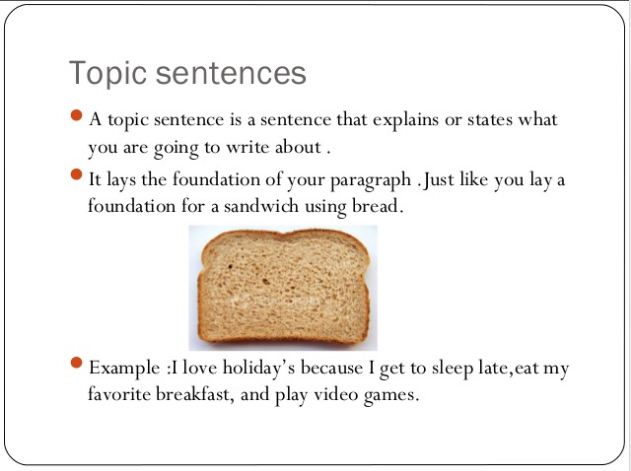 Topic sentences
A topic sentence is a sentence that explains or states what
you are going to write about .
It lays the foundation of your paragraph .Just like you lay a
foundation for a sandwich using bread.
Example :I love holiday’s because I get to sleep late,eat my
favorite breakfast, and play video games.